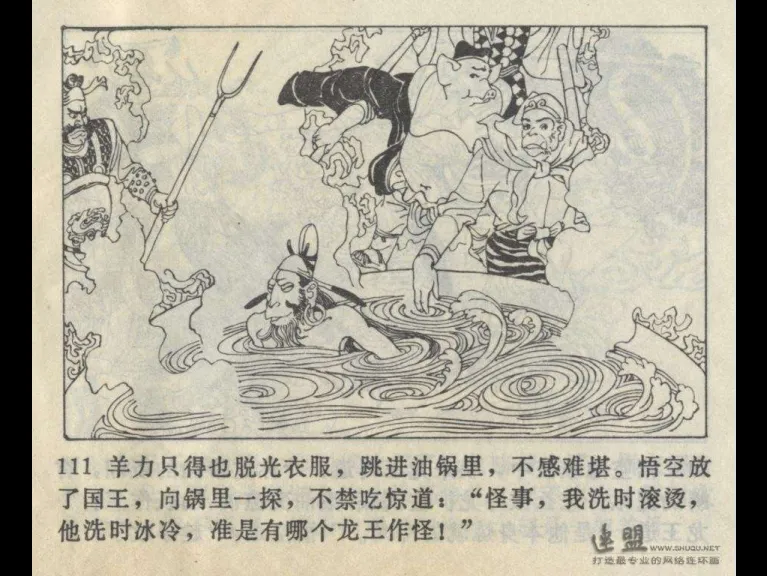 111 羊力只得也脱光衣服，跳进油锅里，不感难堪。悟空放
了国王，向锅里一探，不禁吃惊道：“怪事，我洗时滚烫，
他洗时冰冷，准是有哪个龙王作怪！”
连盟 WWW.SHUQU.NET
打造最专业的网络连环画